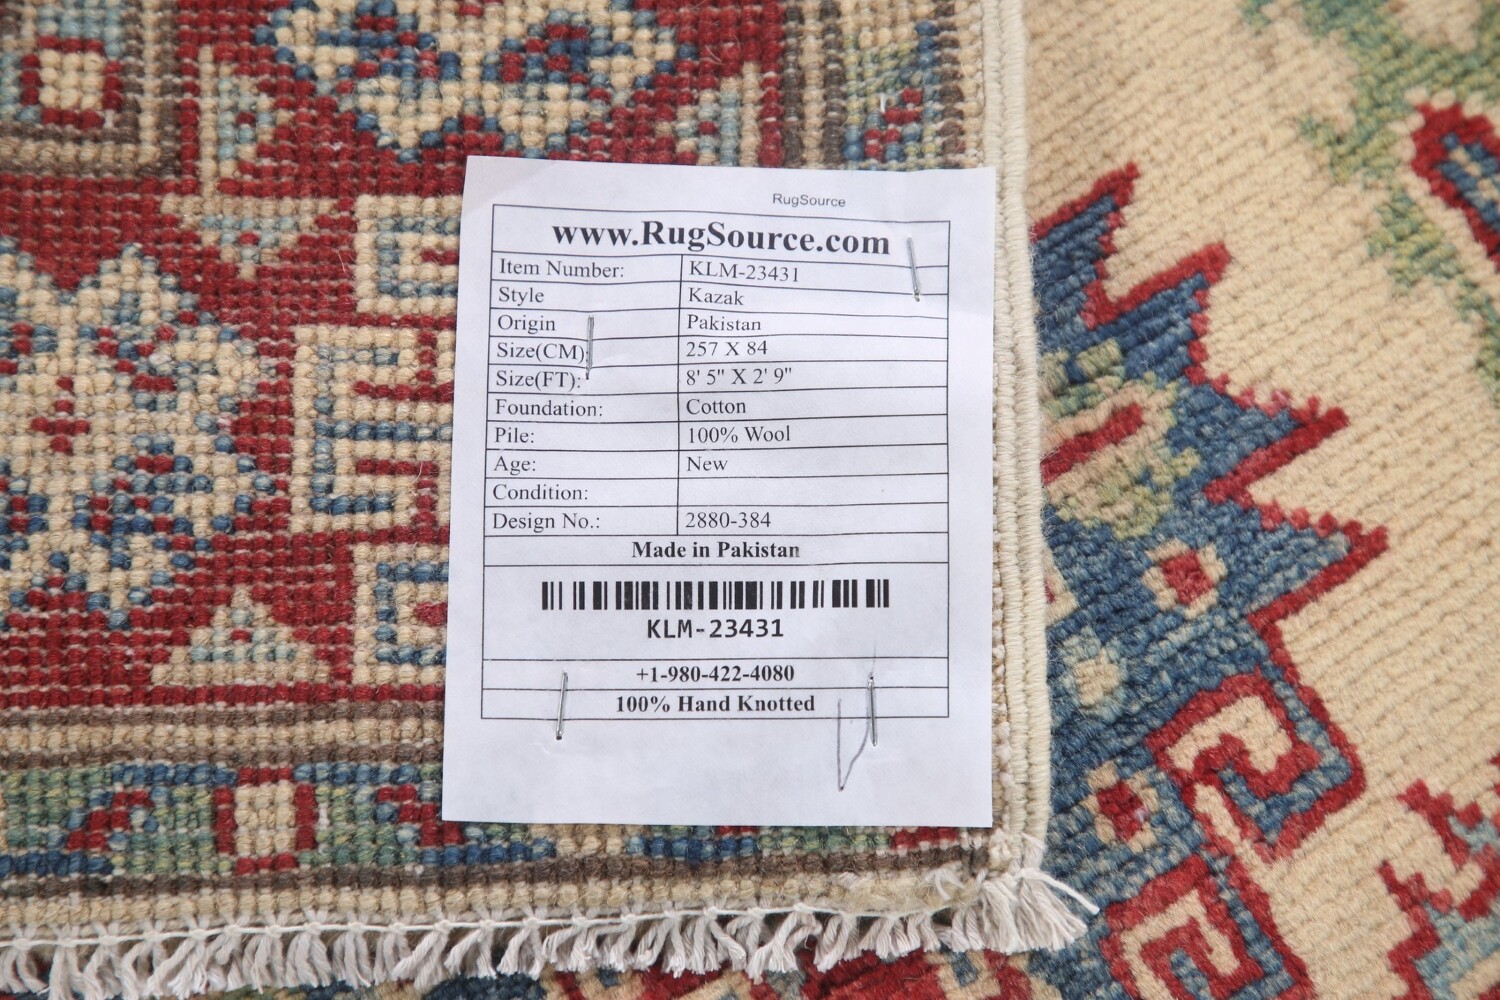 RugSource
www.RugSource.com
Item Number: KLM-23431
Style Kazak
Origin Pakistan
Size(CM): 257 X 84
Size(FT): 8' 5" X 2' 9"
Foundation: Cotton
Pile: 100% Wool
Age: New
Condition:
Design No.: 2880-384
Made in Pakistan
KLM-23431
+1-980-422-4080
100% Hand Knotted